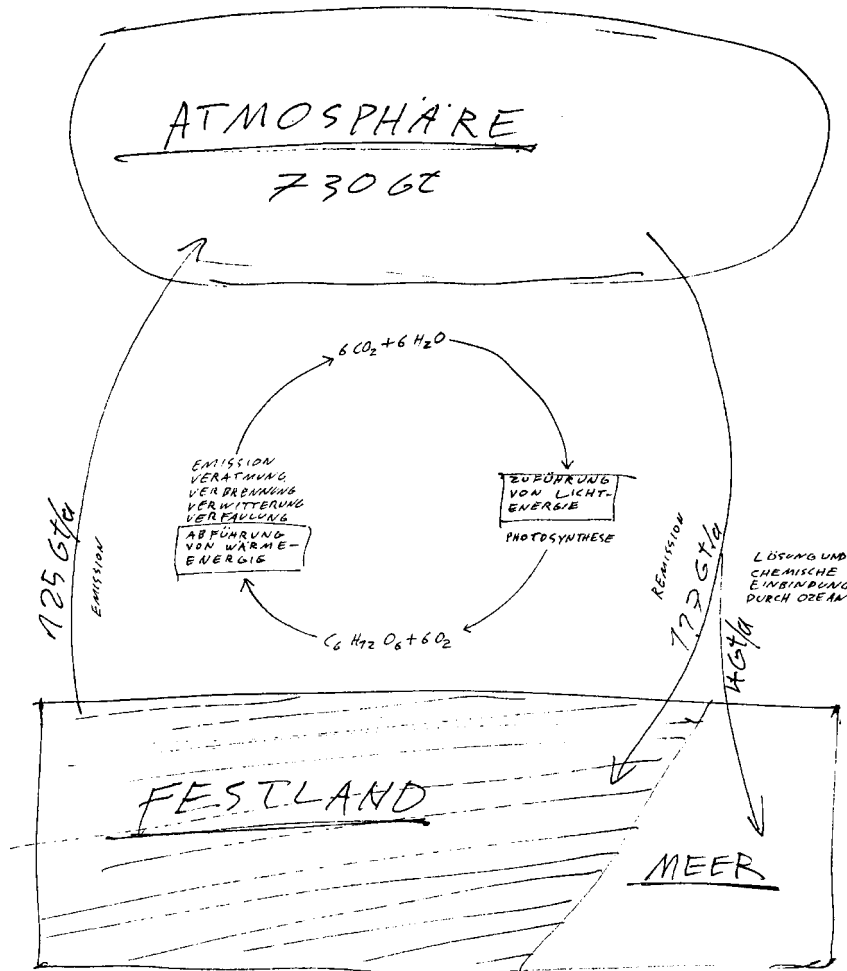 ATMOSPHÄRE
730 Gt
6 CO₂ + 6 H₂O
EMISSION
VERATMUNG
VERBRENNUNG
VERWITTERUNG
VERFAULUNG
ABFÜHRUNG
VON WÄRME-
ENERGIE
ZUFÜHRUNG
VON LICHT-
ENERGIE
PHOTOSYNTHESE
C₆ H₁₂ O₆ + 6 O₂
125 Gt/a
EMISSION
REMISSION
117 Gt/a
4 Gt/a
LÖSUNG UND
CHEMISCHE
EINBINDUNG
DURCH OZEAN
FESTLAND
MEER